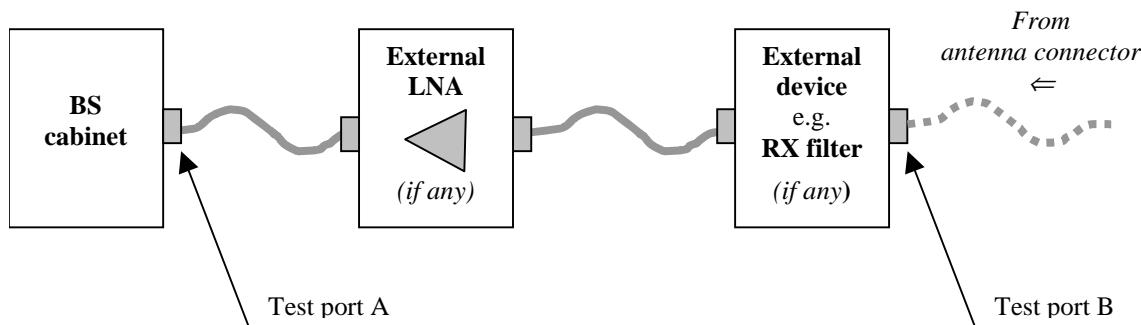 BS
cabinet
External
LNA
(if any)
External
device
e.g.
RX filter
(if any)
From
antenna connector
⇐
Test port A
Test port B